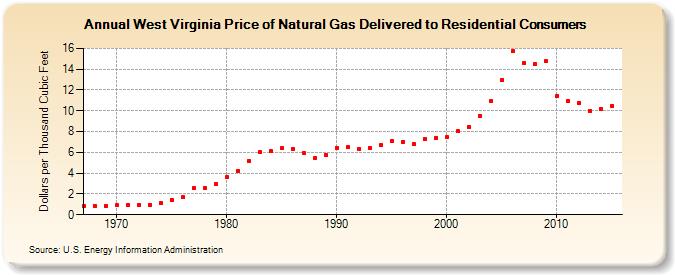 Annual West Virginia Price of Natural Gas Delivered to Residential Consumers
Dollars per Thousand Cubic Feet
16
14
12
10
8
6
4
2
0
1970 1980 1990 2000 2010
Source: U.S. Energy Information Administration